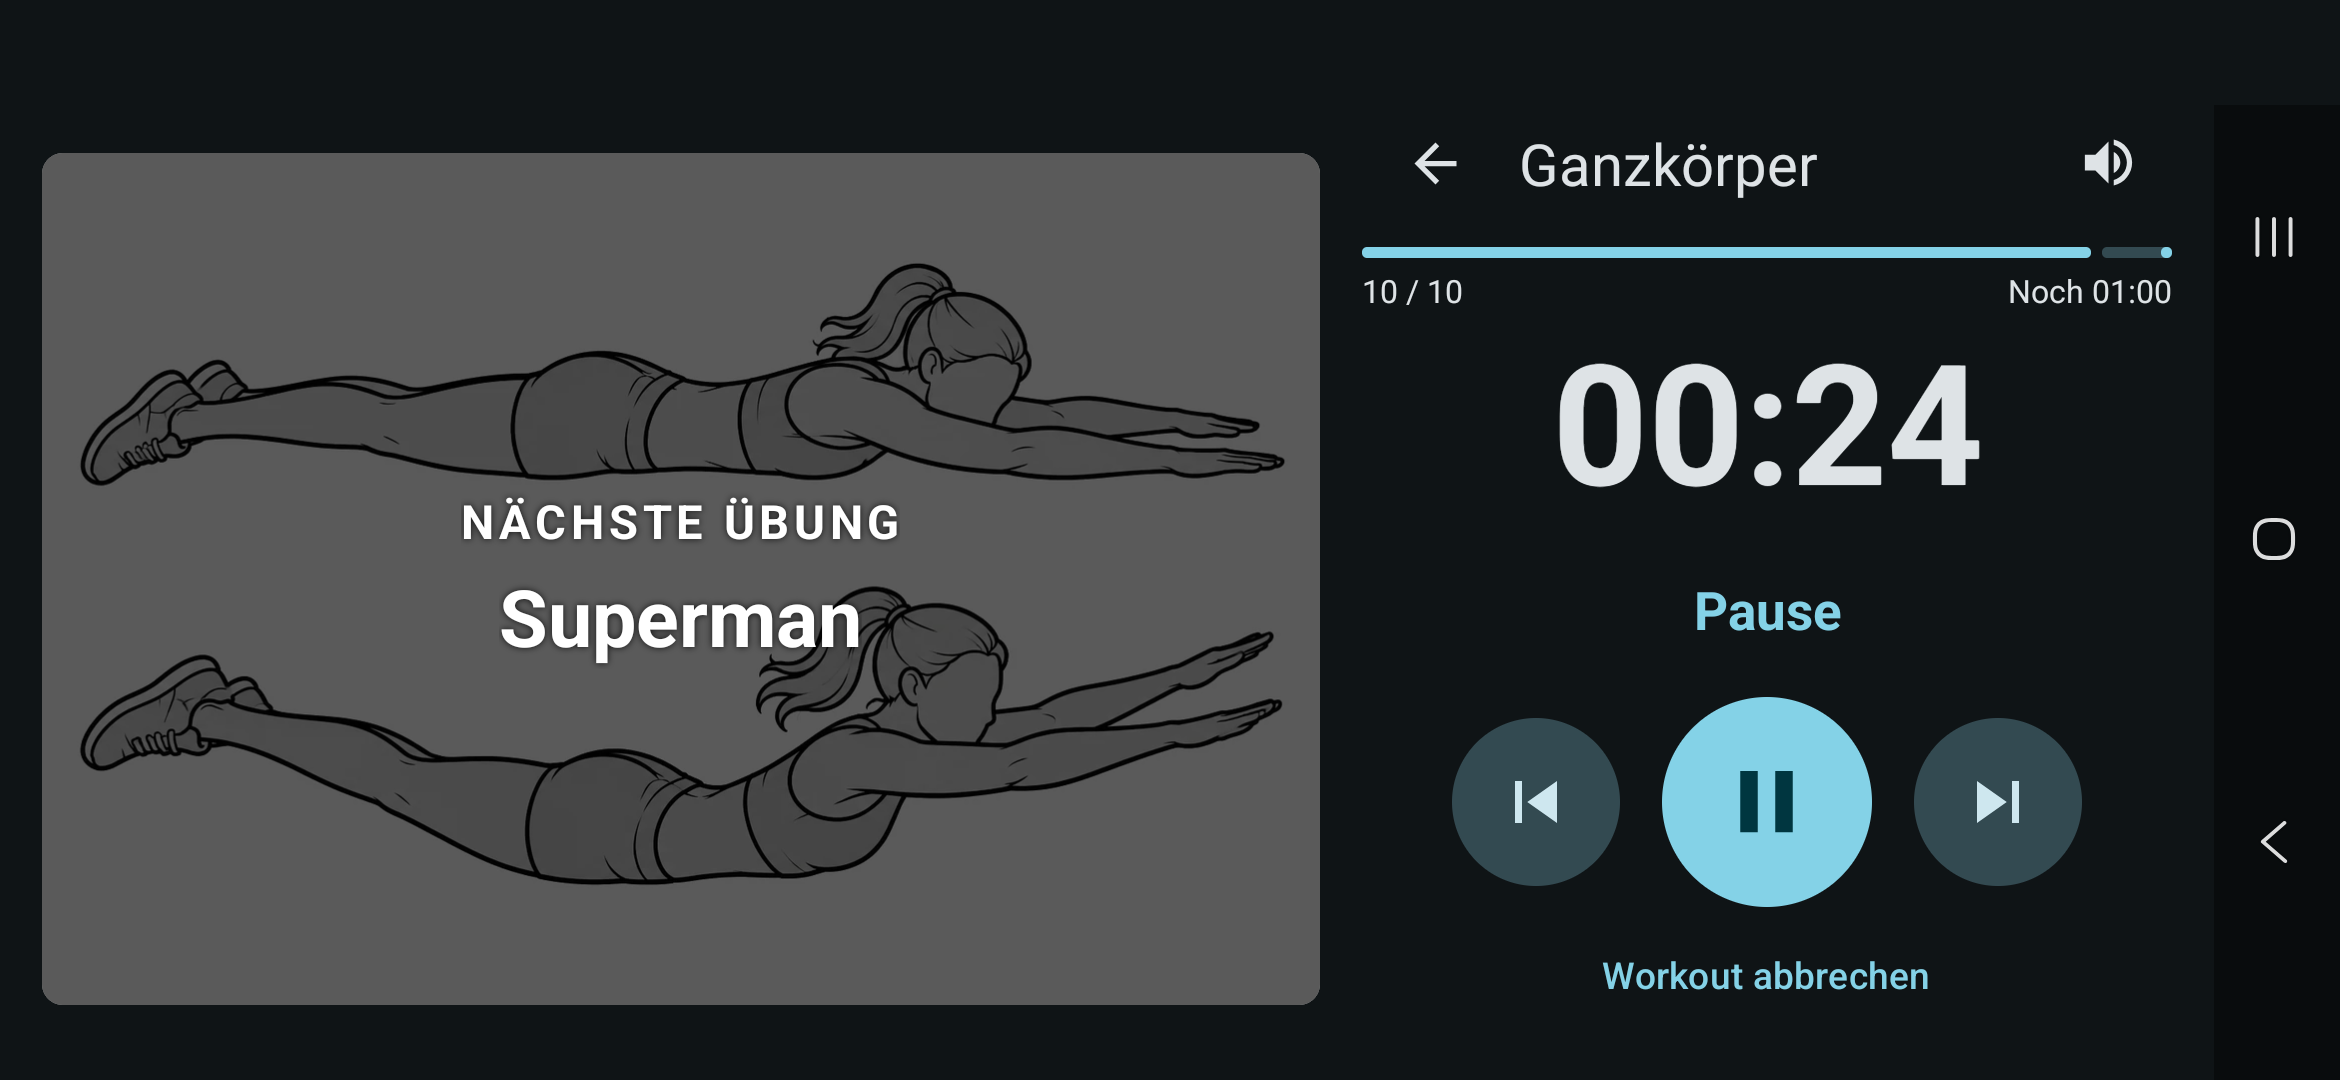 NÄCHSTE ÜBUNG
Superman
Ganzkörper
10 / 10
Noch 01:00
00:24
Pause
Workout abbrechen